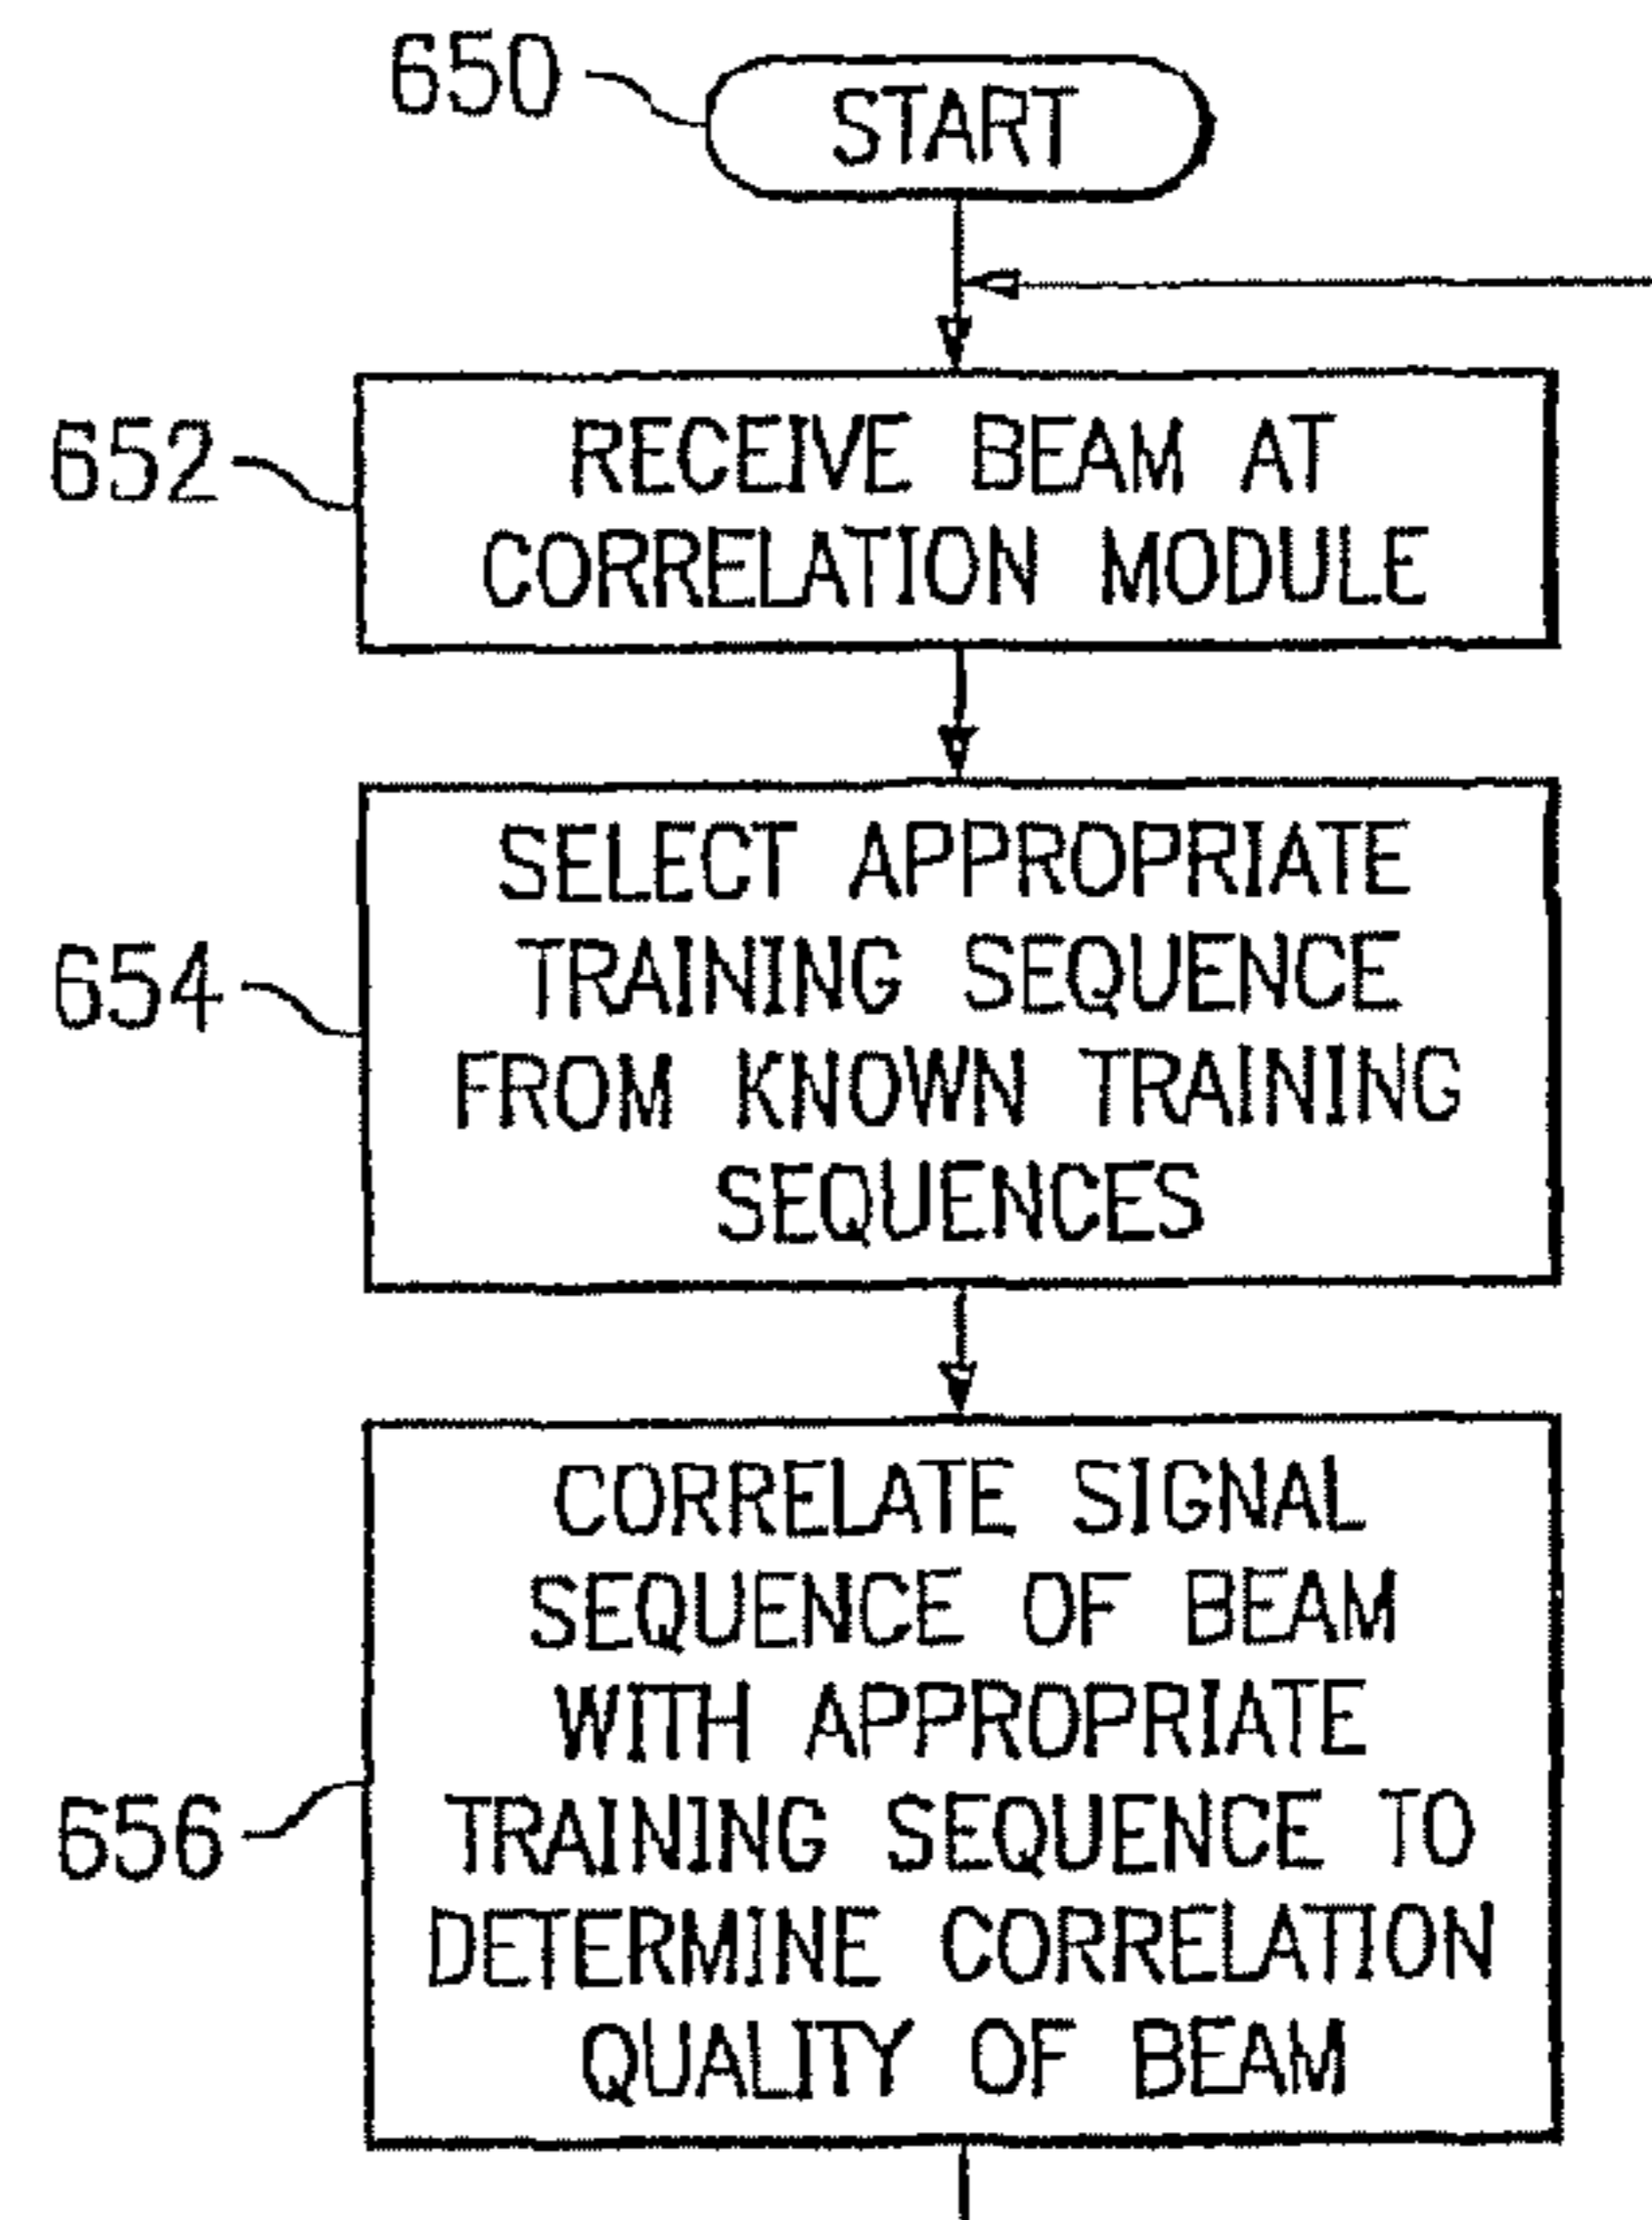 650
START
652
RECEIVE BEAM AT
CORRELATION MODULE
654
SELECT APPROPRIATE
TRAINING SEQUENCE
FROM KNOWN TRAINING
SEQUENCES
656
CORRELATE SIGNAL
SEQUENCE OF BEAM
WITH APPROPRIATE
TRAINING SEQUENCE TO
DETERMINE CORRELATION
QUALITY OF BEAM